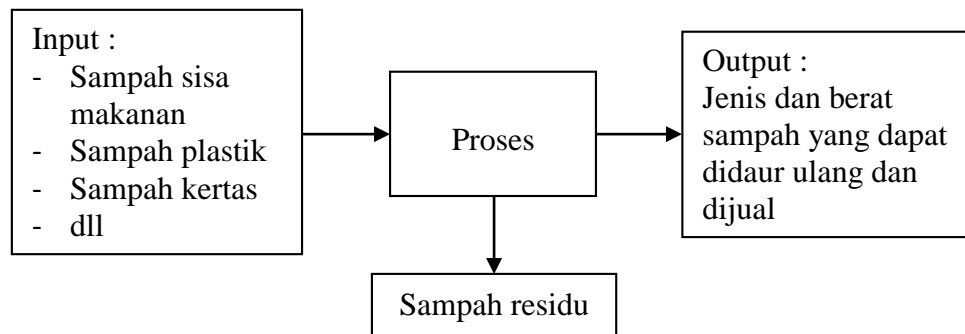 Input :
- Sampah sisa
makanan
- Sampah plastik
- Sampah kertas
- dll
Proses
Output :
Jenis dan berat
sampah yang dapat
didaur ulang dan
dijual
Sampah residu